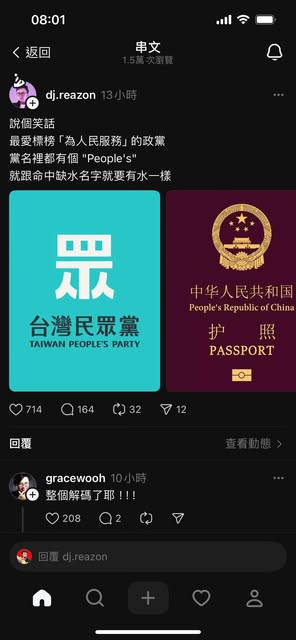 08:01
返回
串文
1.5萬 次瀏覽
dj.reazon 13小時
說個笑話
最愛標榜「為人民服務」的政黨
黨名裡都有個 "People's"
就跟命中缺水名字就要有水一樣
眾
台灣民眾黨
TAIWAN PEOPLE'S PARTY
中华人民共和国
People's Republic of China
护 照
PASSPORT
714 164 32 12
回覆
查看動態
gracewooh 10小時
整個解碼了耶！！！
208 2
回覆 dj.reazon